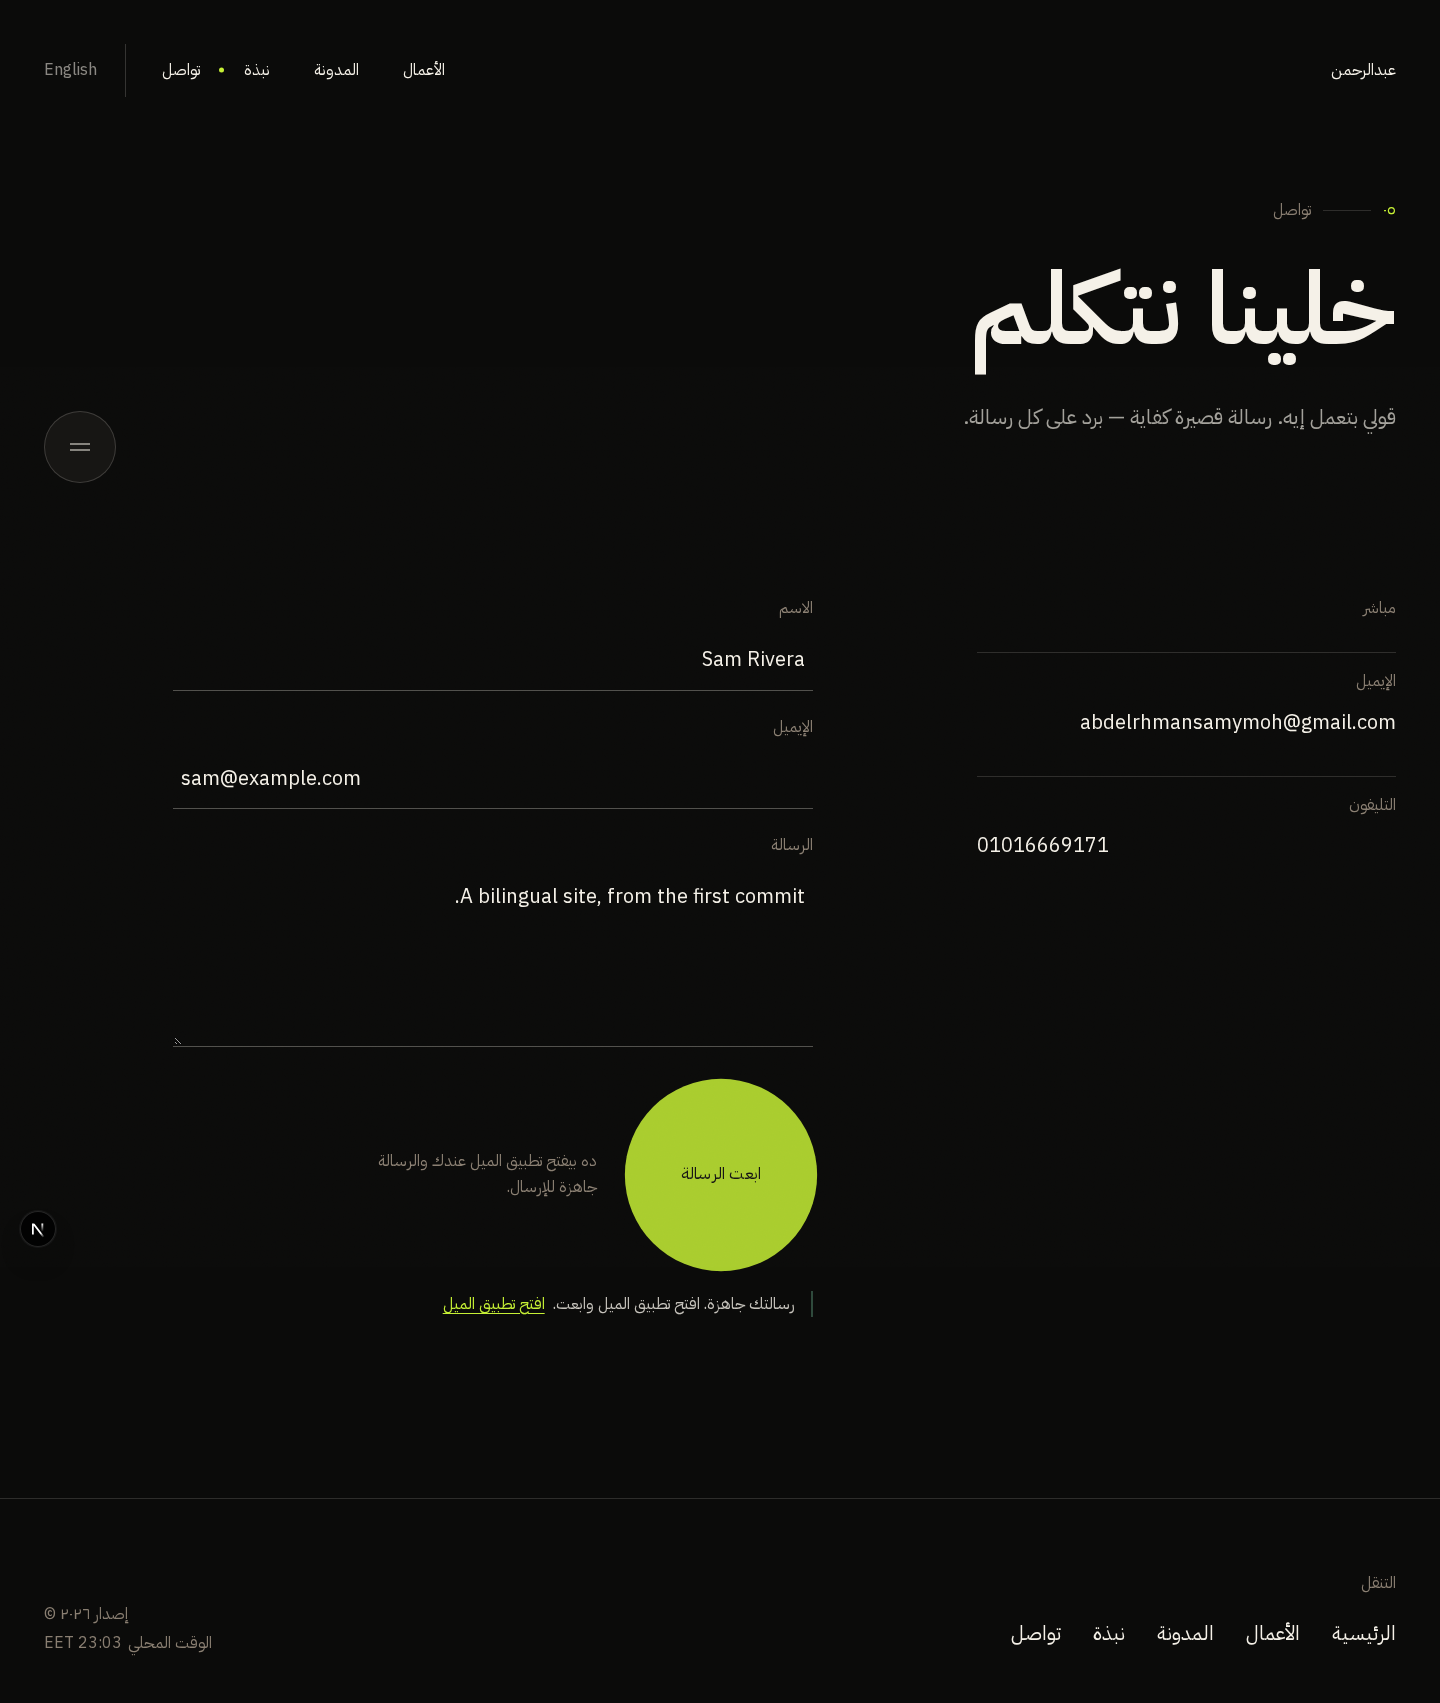 عبدالرحمن
الأعمال
المدونة
نبذة
تواصل
English
٠٥
تواصل
خلينا نتكلم
قولي بتعمل إيه. رسالة قصيرة كفاية — برد على كل رسالة.
مباشر
الإيميل
abdelrhmansamymoh@gmail.com
التليفون
01016669171
الاسم
Sam Rivera
الإيميل
sam@example.com
الرسالة
A bilingual site, from the first commit.
ابعت الرسالة
ده بيفتح تطبيق الميل عندك والرسالة
جاهزة للإرسال.
رسالتك جاهزة. افتح تطبيق الميل وابعت. افتح تطبيق الميل
N
التنقل
الرئيسية
الأعمال
المدونة
نبذة
تواصل
إصدار ٢٠٢٦ ©
الوقت المحلي 23:03 EET